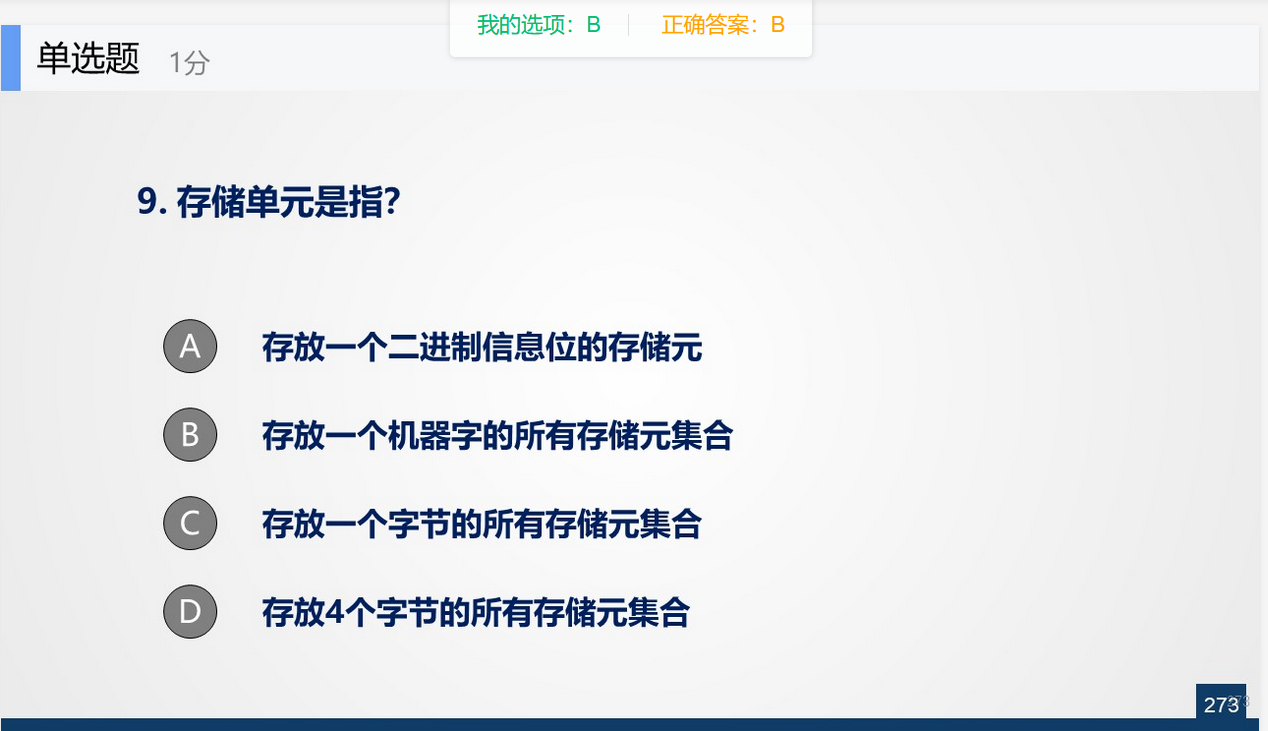 我的选项：B
正确答案：B
单选题 1分
9. 存储单元是指?
A 存放一个二进制信息位的存储元
B 存放一个机器字的所有存储元集合
C 存放一个字节的所有存储元集合
D 存放4个字节的所有存储元集合
273
273